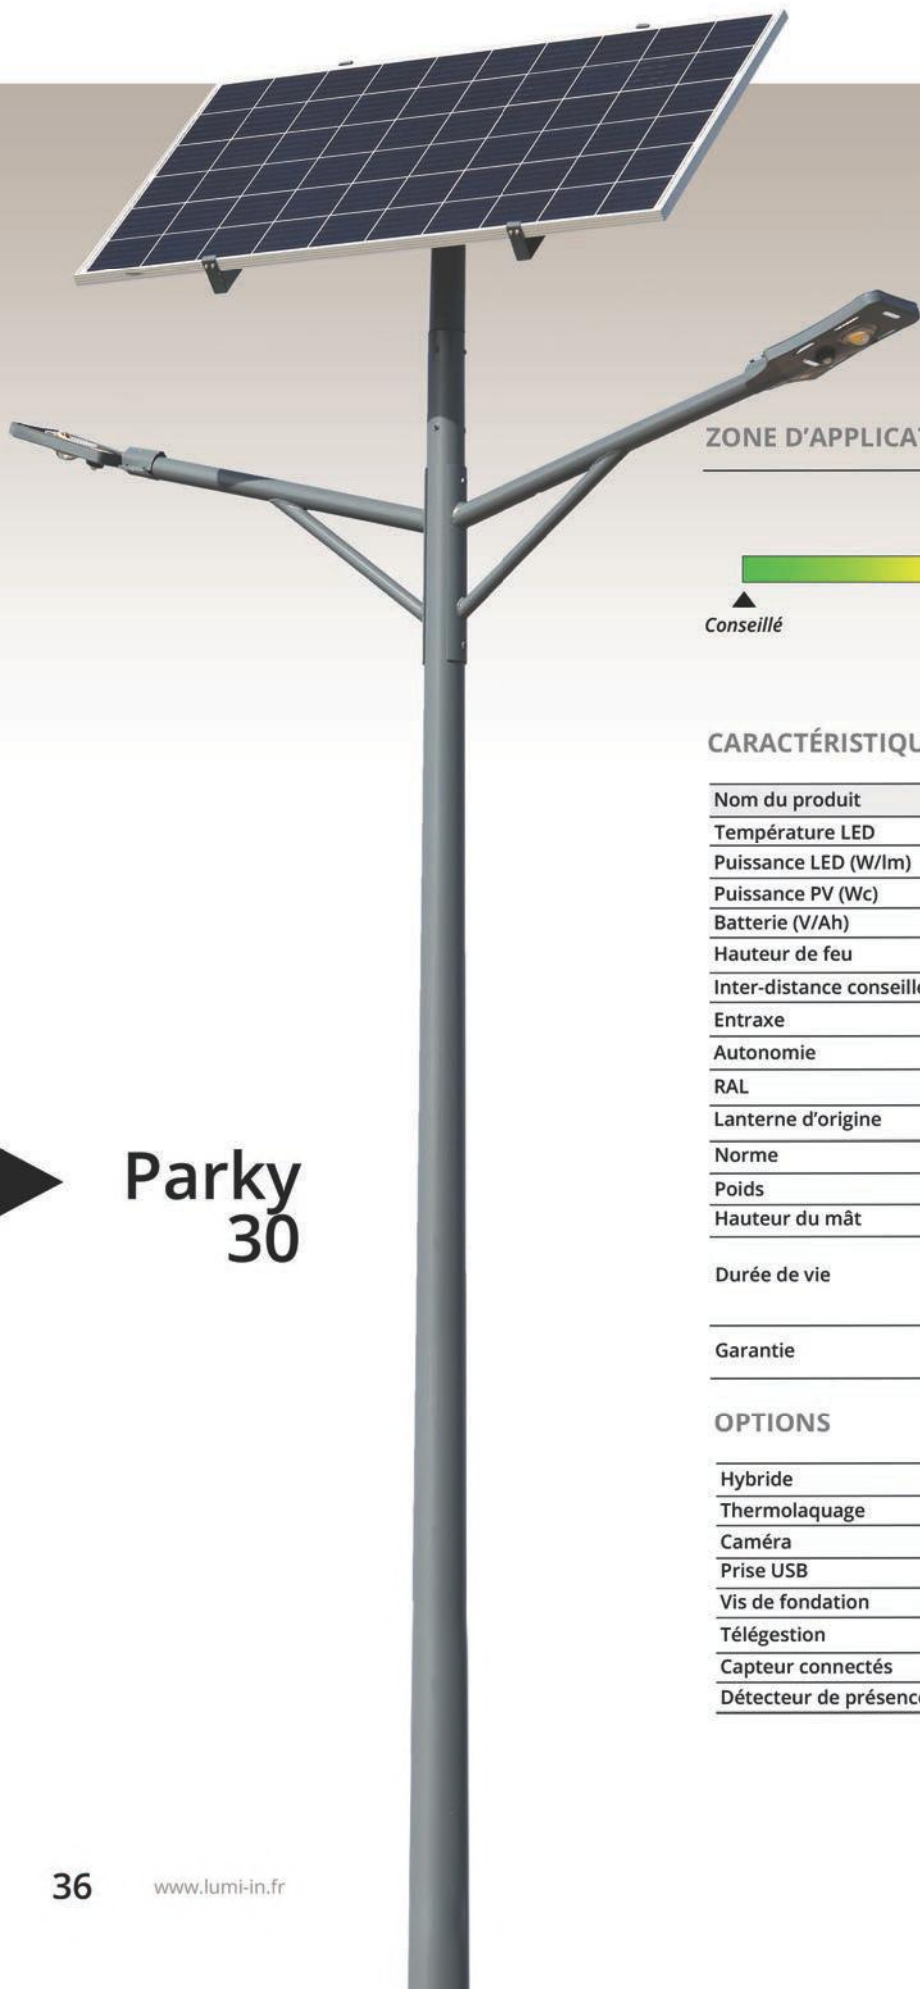 ZONE D'APPLICA
Conseillé
CARACTÉRISTIQU
Nom du produit
Température LED
Puissance LED (W/lm)
Puissance PV (Wc)
Batterie (V/Ah)
Hauteur de feu
Inter-distance conseillé
Entraxe
Autonomie
RAL
Lanterne d'origine
Norme
Poids
Hauteur du mât
Durée de vie
Garantie
Parky
30
OPTIONS
Hybride
Thermolaquage
Caméra
Prise USB
Vis de fondation
Télégestion
Capteur connectés
Détecteur de présence
36 www.lumi-in.fr